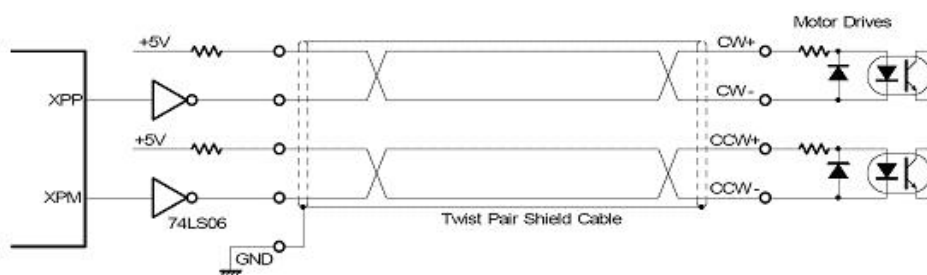 Motor Drives
+5V
CW+
XPP
CW-
+5V
CCW+
XPM
CCW-
74LS06
Twist Pair Shield Cable
GND